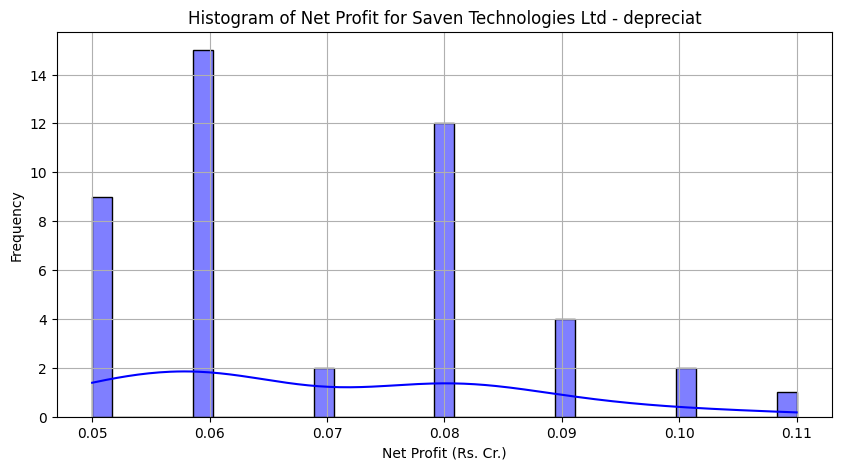 Histogram of Net Profit for Saven Technologies Ltd - depreciat
Frequency
14
12
10
8
6
4
2
0
0.05 0.06 0.07 0.08 0.09 0.10 0.11
Net Profit (Rs. Cr.)